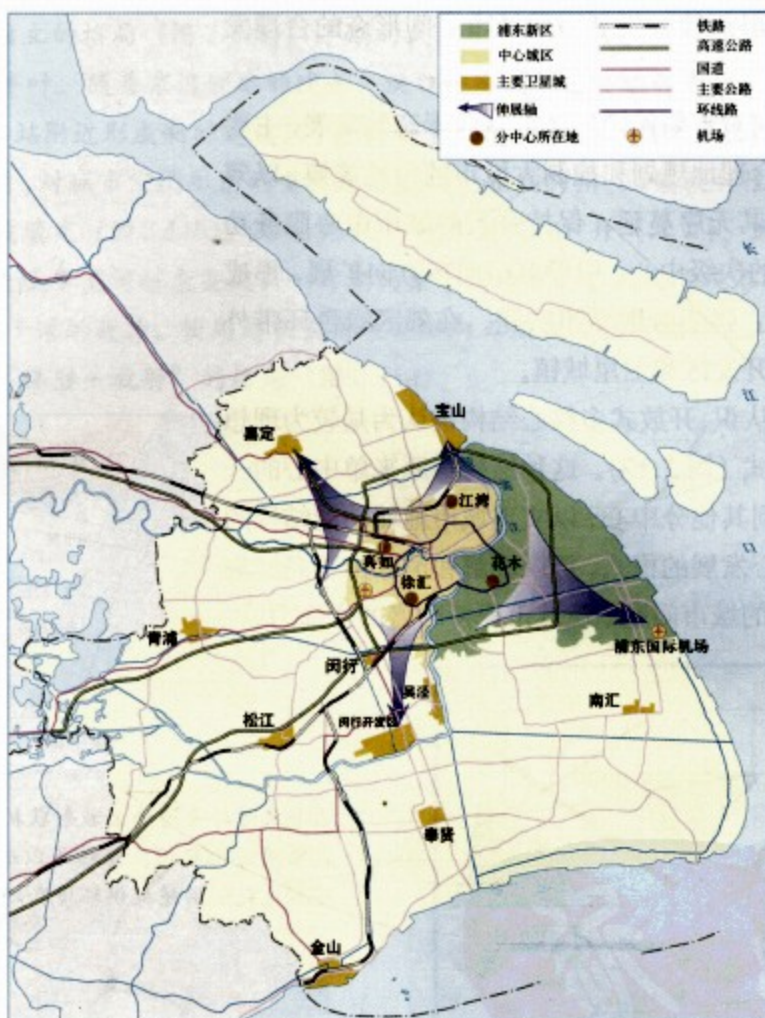 浦东新区
中心城区
主要卫星城
伸展轴
分中心所在地
铁路
高速公路
国道
主要公路
环线路
机场
长
江
口
宝山
嘉定
江湾
真如
花木
徐汇
青浦
浦东国际机场
闵行
吴泾
南汇
松江
闵行开发区
奉贤
金山